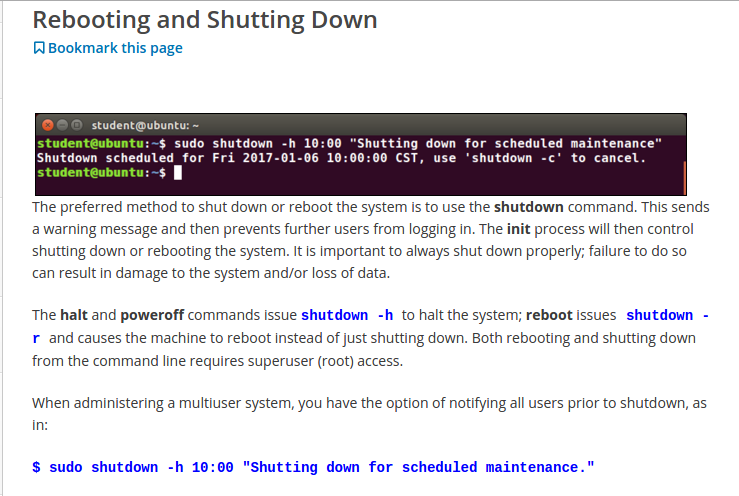 Rebooting and Shutting Down
Bookmark this page
student@ubuntu: ~
student@ubuntu:~$ sudo shutdown -h 10:00 "Shutting down for scheduled maintenance"
Shutdown scheduled for Fri 2017-01-06 10:00:00 CST, use 'shutdown -c' to cancel.
student@ubuntu:~$
The preferred method to shut down or reboot the system is to use the shutdown command. This sends
a warning message and then prevents further users from logging in. The init process will then control
shutting down or rebooting the system. It is important to always shut down properly; failure to do so
can result in damage to the system and/or loss of data.
The halt and poweroff commands issue shutdown -h to halt the system; reboot issues shutdown -
r and causes the machine to reboot instead of just shutting down. Both rebooting and shutting down
from the command line requires superuser (root) access.
When administering a multiuser system, you have the option of notifying all users prior to shutdown, as
in:
$ sudo shutdown -h 10:00 "Shutting down for scheduled maintenance."